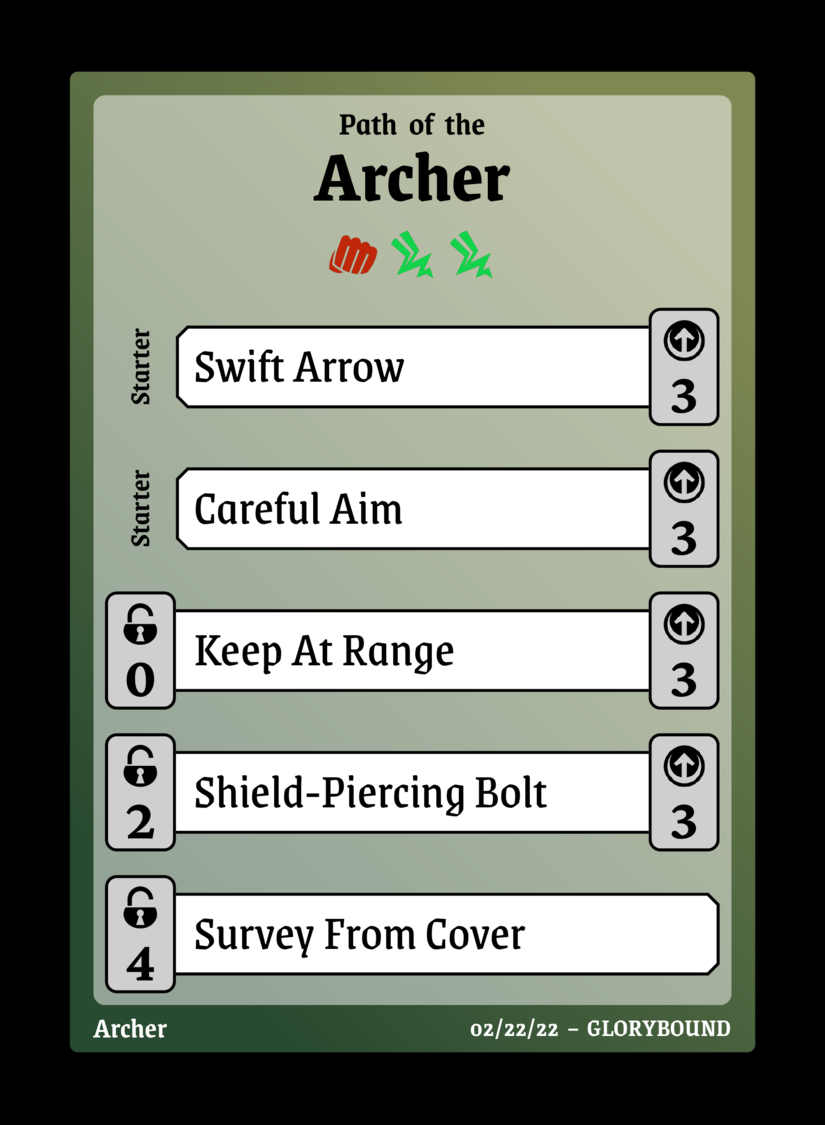 Path of the
Archer
Starter
Swift Arrow
3
Starter
Careful Aim
3
0
Keep At Range
3
2
Shield-Piercing Bolt
3
4
Survey From Cover
Archer
02/22/22 – GLORYBOUND